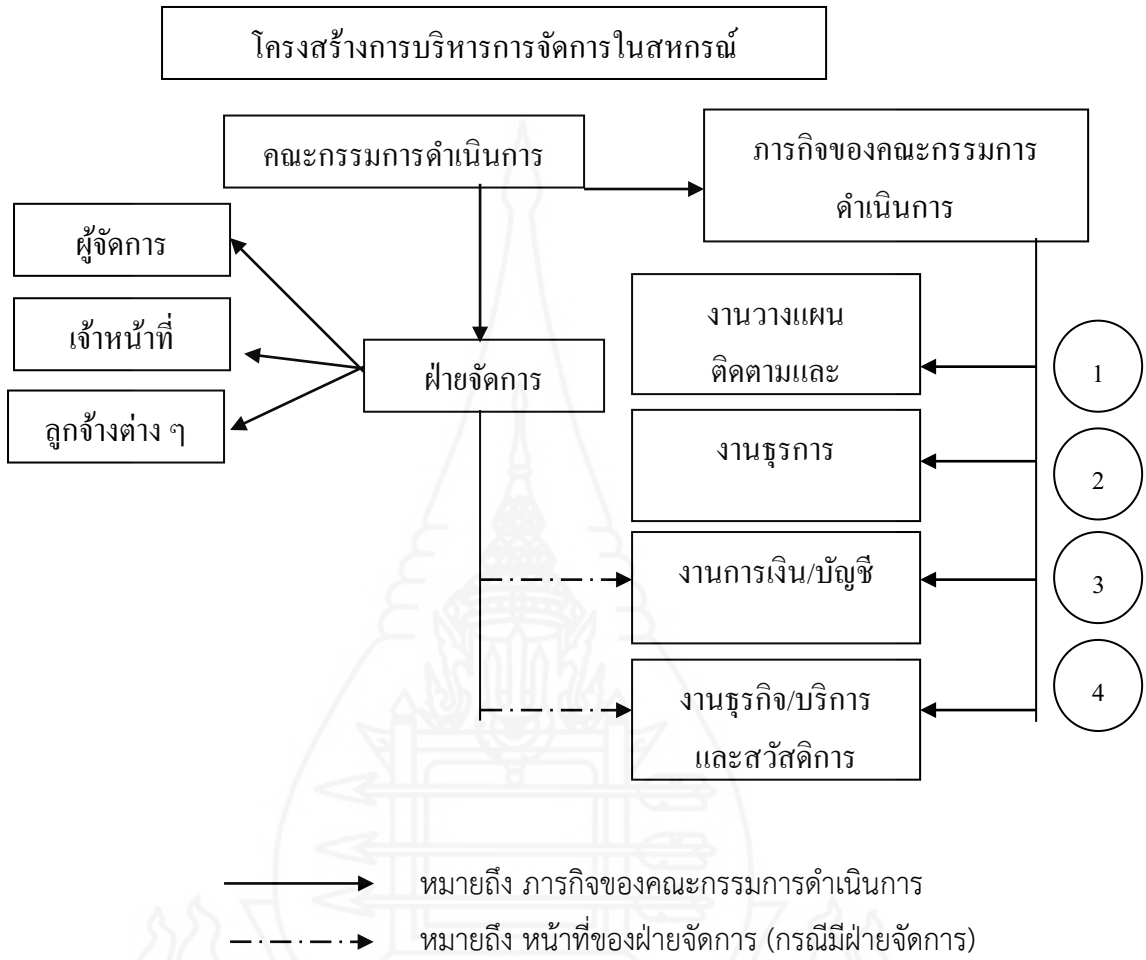 โครงสร้างการบริหารการจัดการในสหกรณ์
คณะกรรมการดำเนินการ
ภารกิจของคณะกรรมการ
ดำเนินการ
ผู้จัดการ
เจ้าหน้าที่
ลูกจ้างต่าง ๆ
ฝ่ายจัดการ
งานวางแผน
ติดตามและ
1
งานธุรการ
2
งานการเงิน/บัญชี
3
งานธุรกิจ/บริการ
และสวัสดิการ
4
หมายถึง ภารกิจของคณะกรรมการดำเนินการ
หมายถึง หน้าที่ของฝ่ายจัดการ (กรณีมีฝ่ายจัดการ)